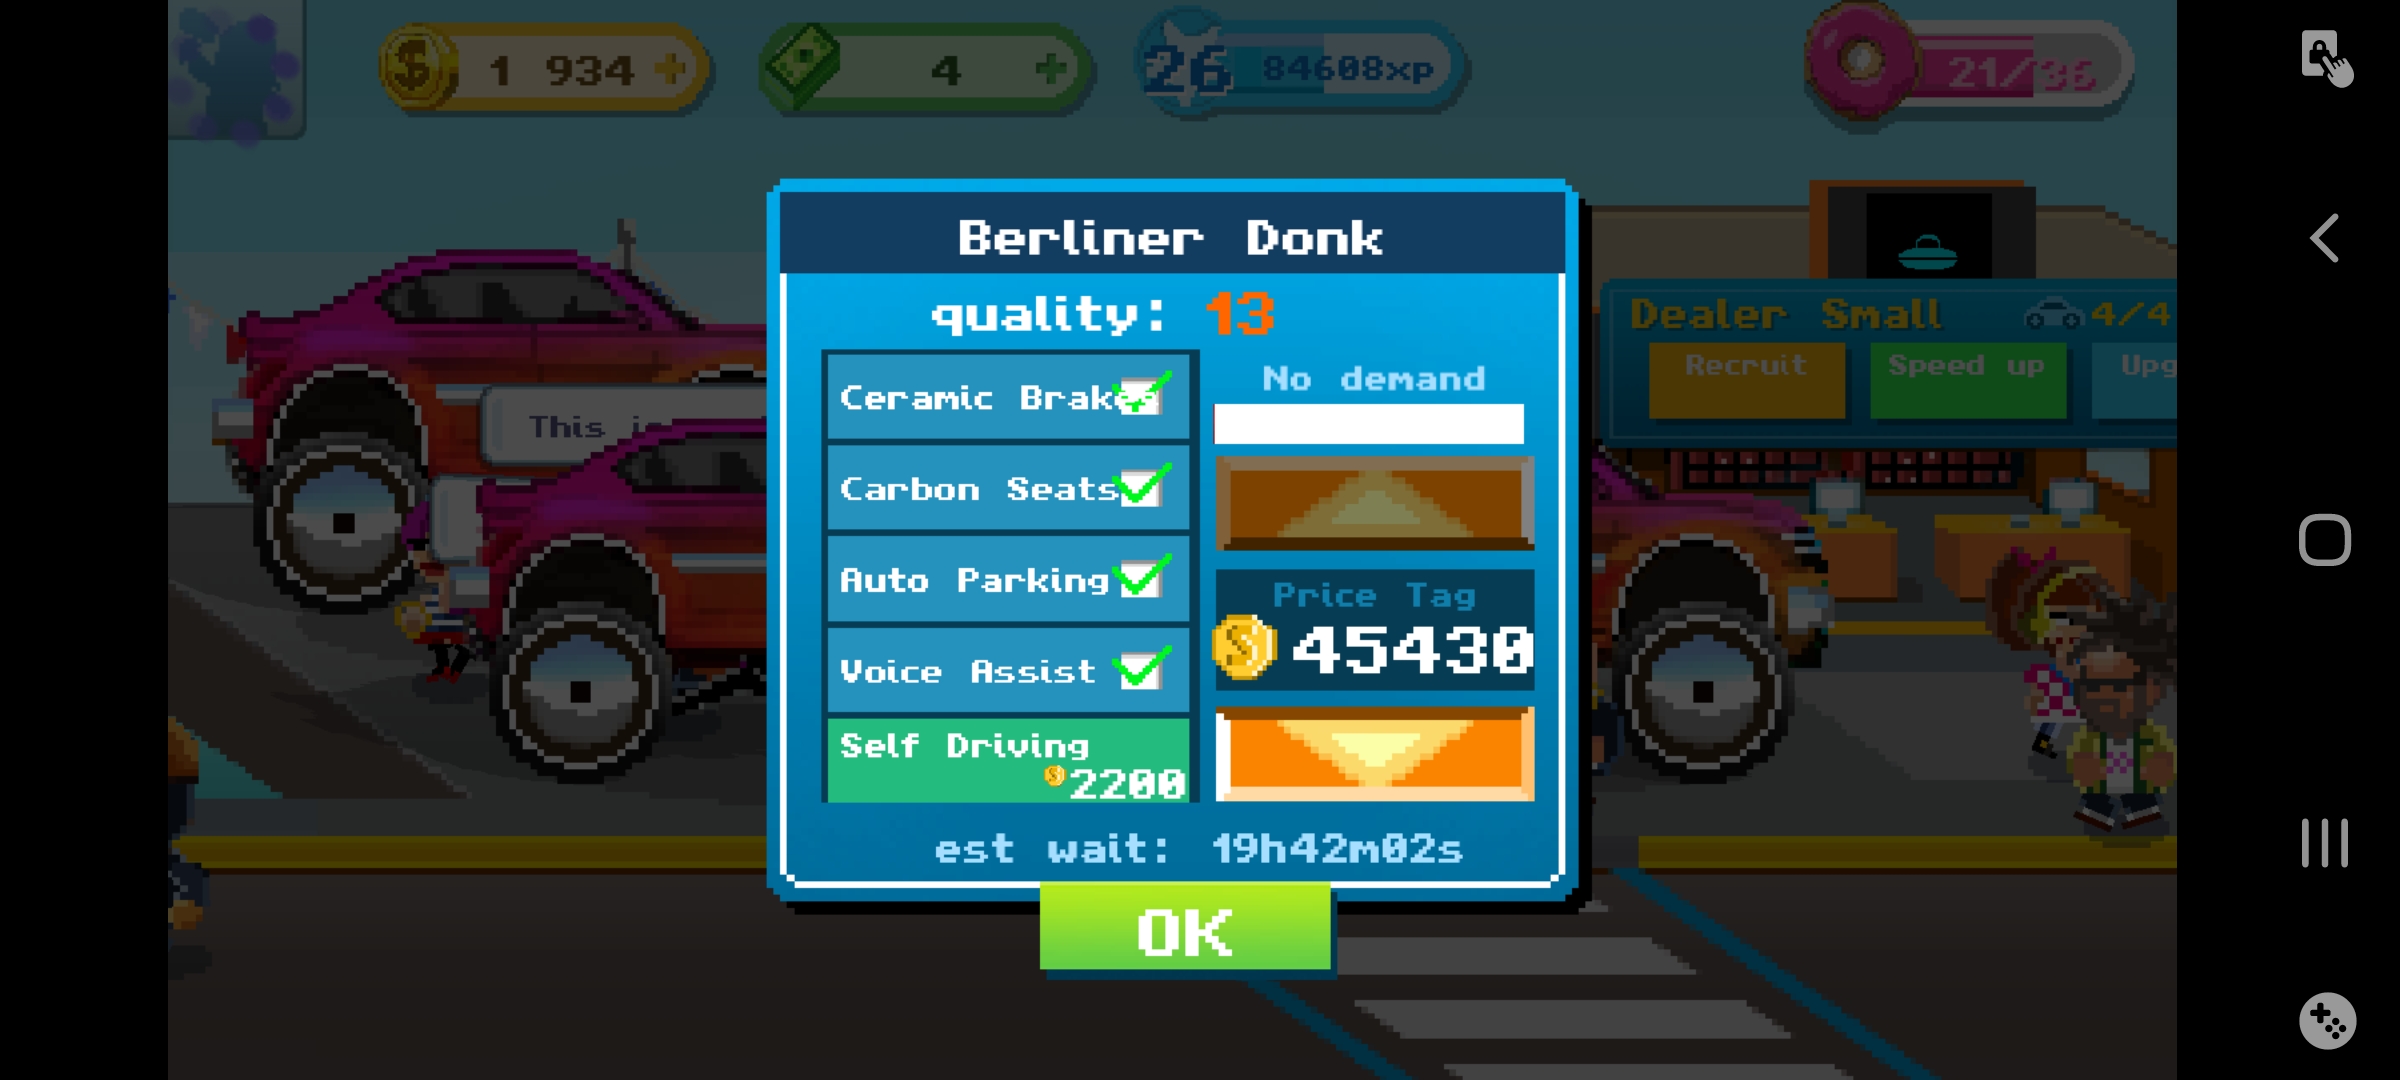 1 934
4
26
84608xp
21/36
Berliner Donk
quality: 13
Ceramic Brake
No demand
Carbon Seats
Auto Parking
Price Tag
45430
Voice Assist
Self Driving
2200
est wait: 19h42m02s
OK
Dealer Small
4/4
Recruit
Speed up
This